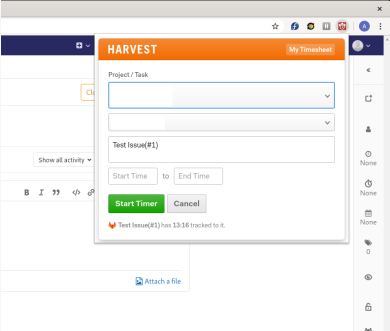 HARVEST
My Timesheet
Project / Task
Test Issue(#1)
Start Time to End Time
Start Timer Cancel
Test Issue(#1) has 13:16 tracked to it.
Show all activity
B I
Attach a file
A
None
None
None
0